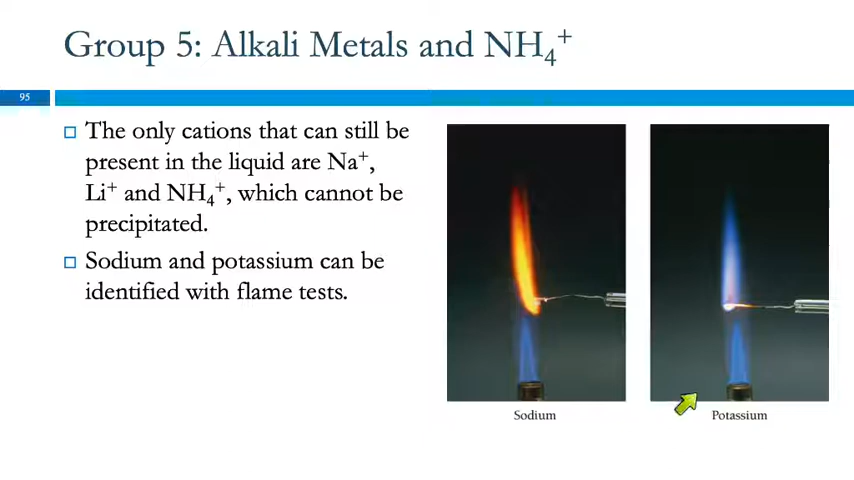 Group 5: Alkali Metals and NH₄⁺
95
The only cations that can still be
present in the liquid are Na⁺,
Li⁺ and NH₄⁺, which cannot be
precipitated.
Sodium and potassium can be
identified with flame tests.
Sodium
Potassium